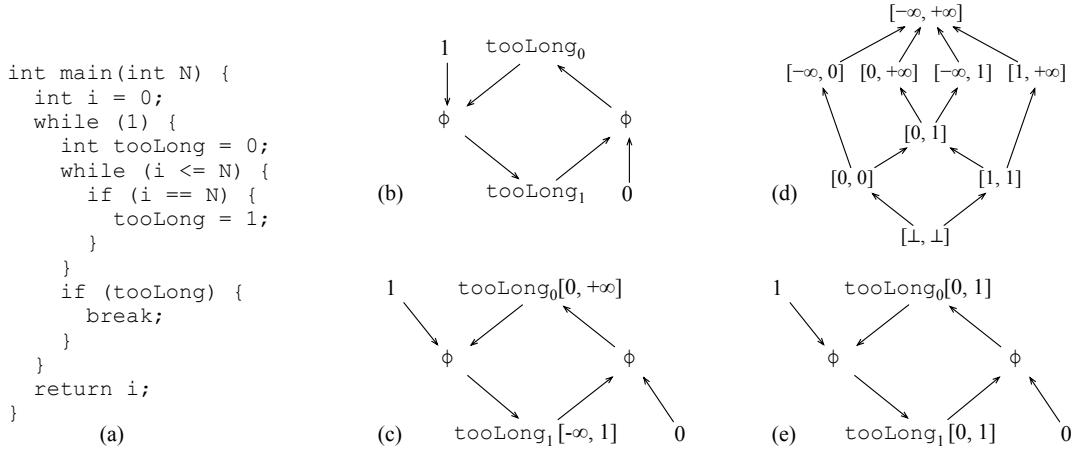 int main(int N) {
int i = 0;
while (1) {
int tooLong = 0;
while (i <= N) {
if (i == N) {
tooLong = 1;
}
}
if (tooLong) {
break;
}
}
return i;
}
(a)
1 tooLong0
ϕ ϕ
(b) tooLong1 0
[−∞, +∞]
[−∞, 0] [0, +∞] [−∞, 1] [1, +∞]
[0, 1]
[0, 0] [1, 1] (d)
[⊥, ⊥]
1 tooLong0[0, +∞]
ϕ ϕ
(c) tooLong1[-∞, 1] 0
1 tooLong0[0, 1]
ϕ ϕ
(e) tooLong1[0, 1] 0